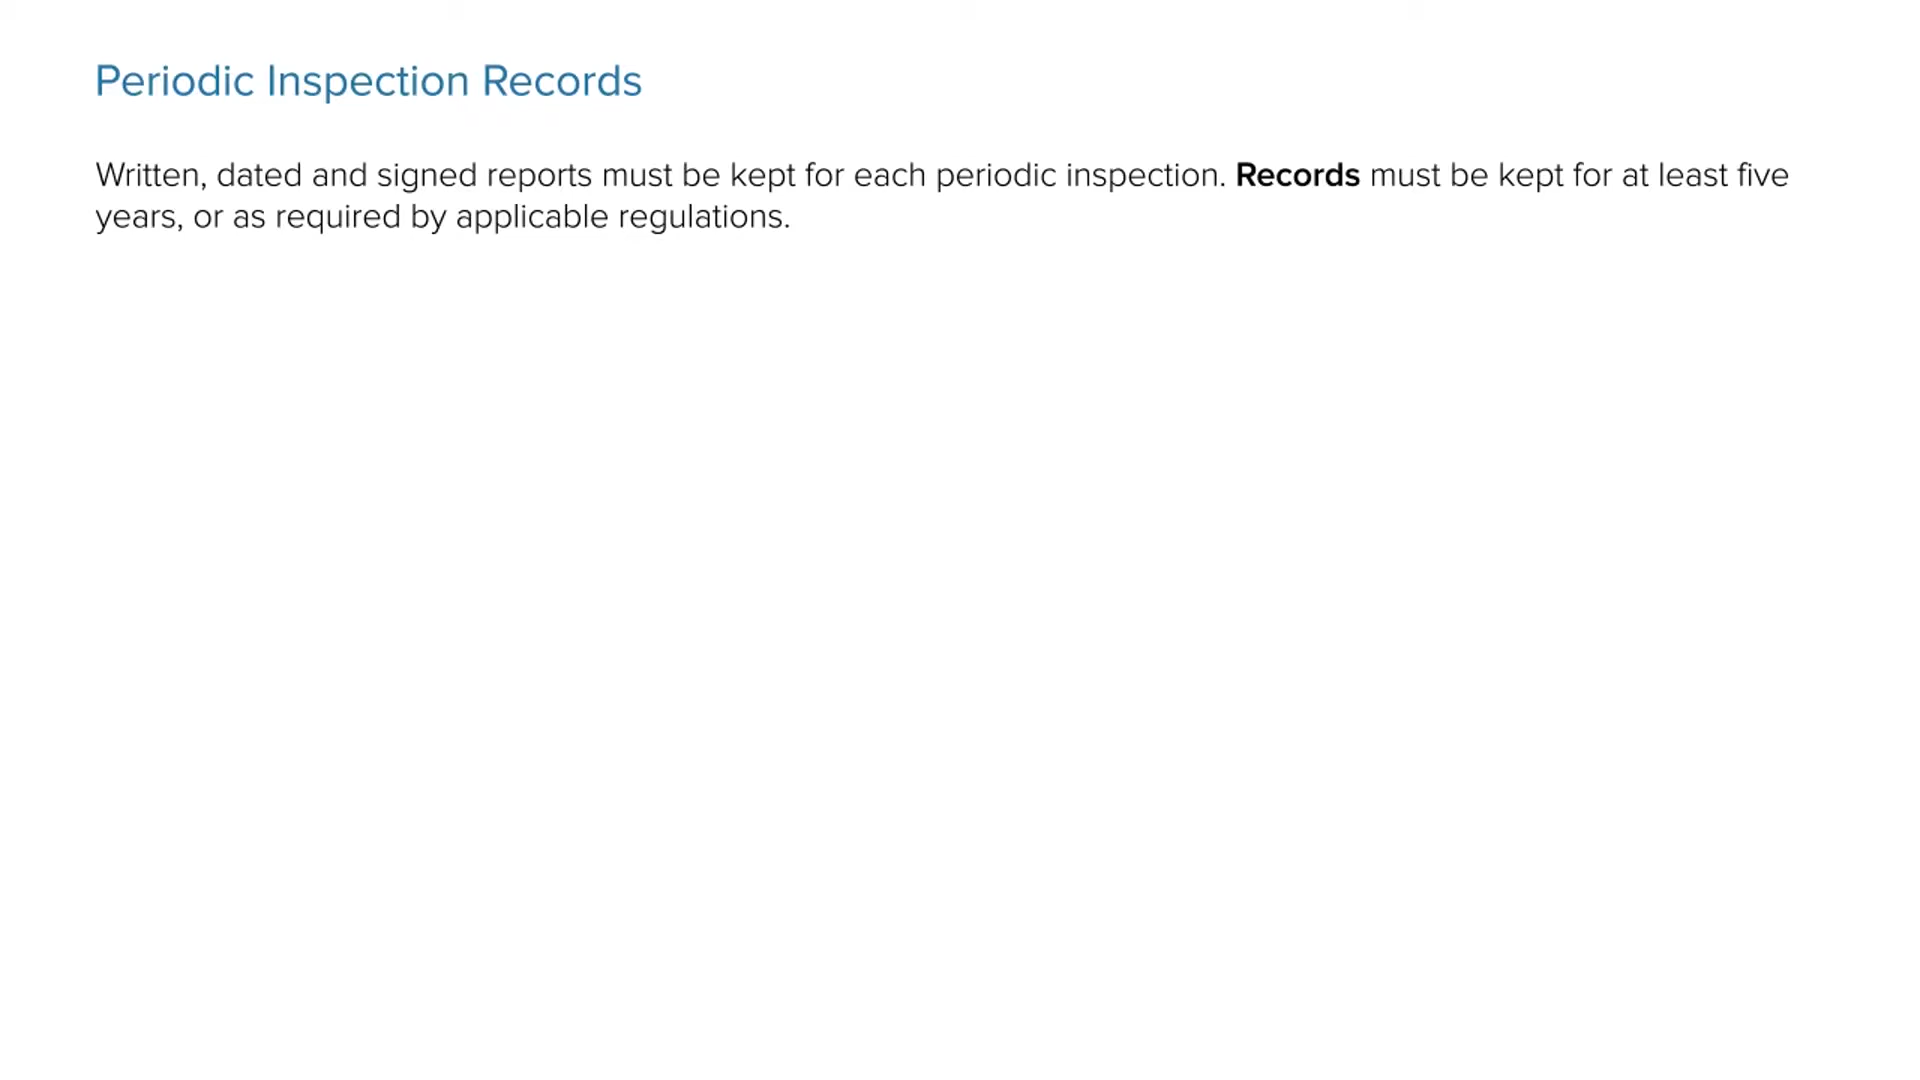 Periodic Inspection Records
Written, dated and signed reports must be kept for each periodic inspection. Records must be kept for at least five
years, or as required by applicable regulations.